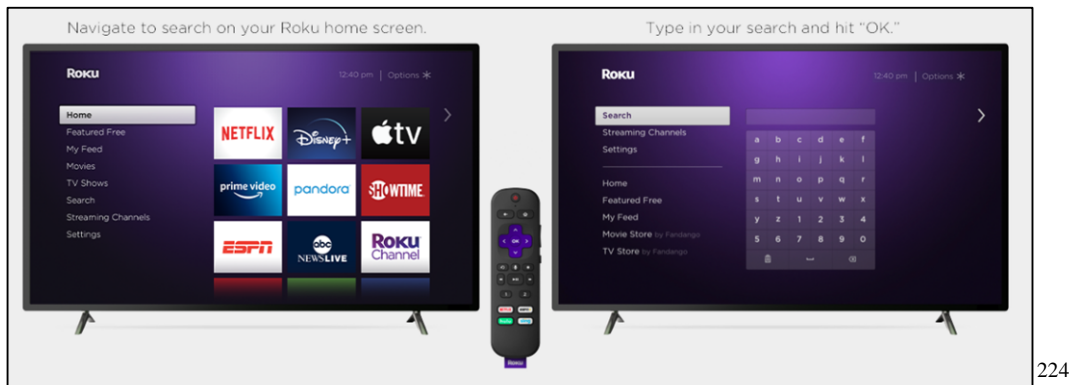 Navigate to search on your Roku home screen.
Type in your search and hit “OK.”
Roku
12:40 pm | Options
Home
Featured Free
My Feed
Movies
TV Shows
Search
Streaming Channels
Settings
NETFLIX
Disney+
tv
prime video
pandora
SHOWTIME
ESPN
abc
NEWS LIVE
Roku
Channel
OK
1 2
Roku
Roku
12:40 pm | Options
Search
Streaming Channels
Settings
Home
Featured Free
My Feed
Movie Store by Fandango
TV Store by Fandango
a b c d e f
g h i j k l
m n o p q r
s t u v w x
y z 1 2 3 4
5 6 7 8 9 0
224